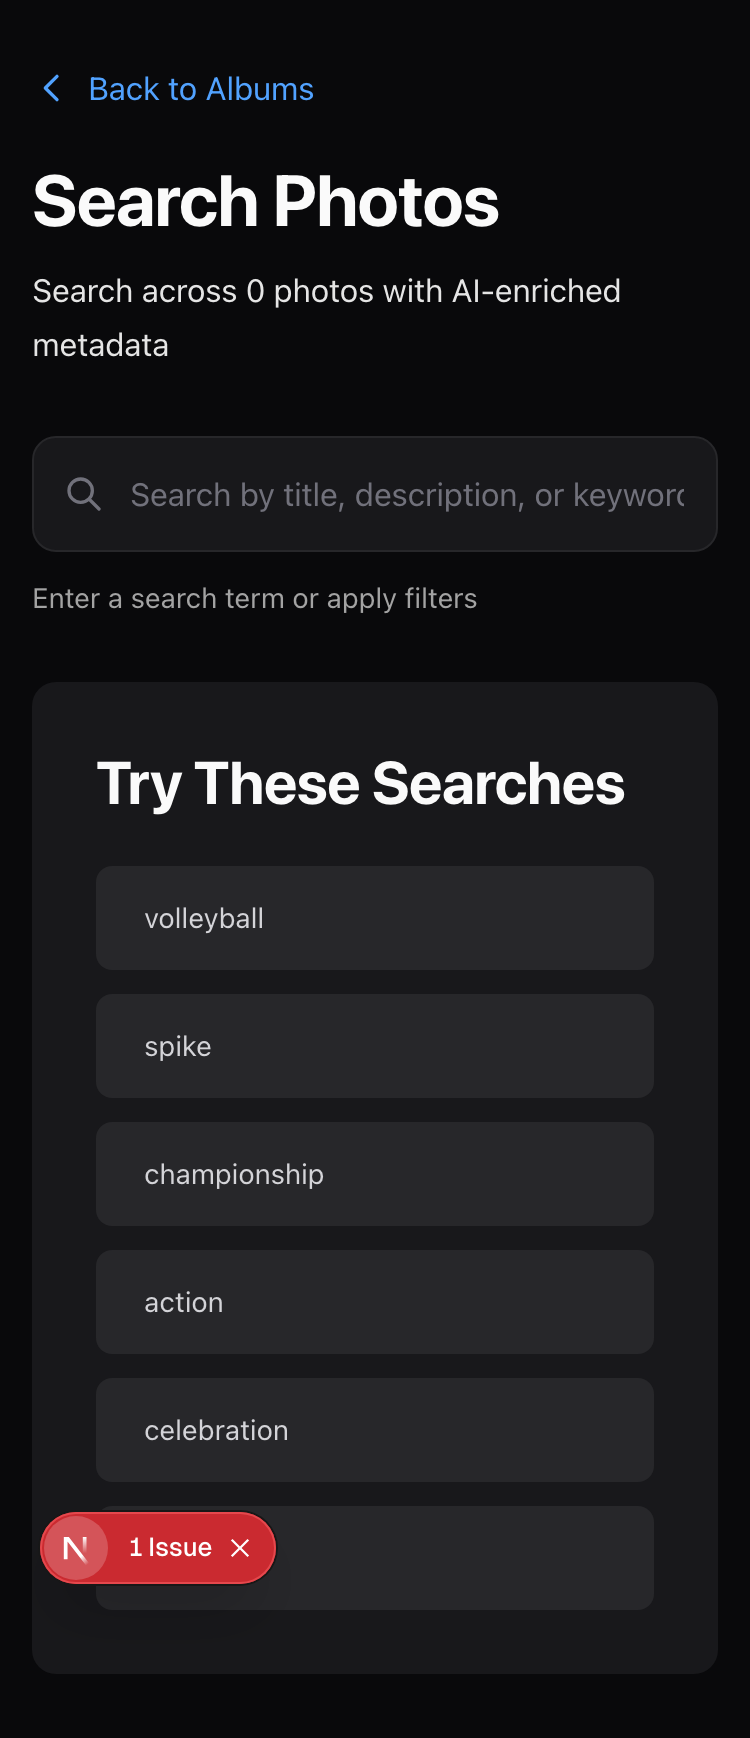 Back to Albums
Search Photos
Search across 0 photos with AI-enriched
metadata
Search by title, description, or keyword
Enter a search term or apply filters
Try These Searches
volleyball
spike
championship
action
celebration
N 1 Issue